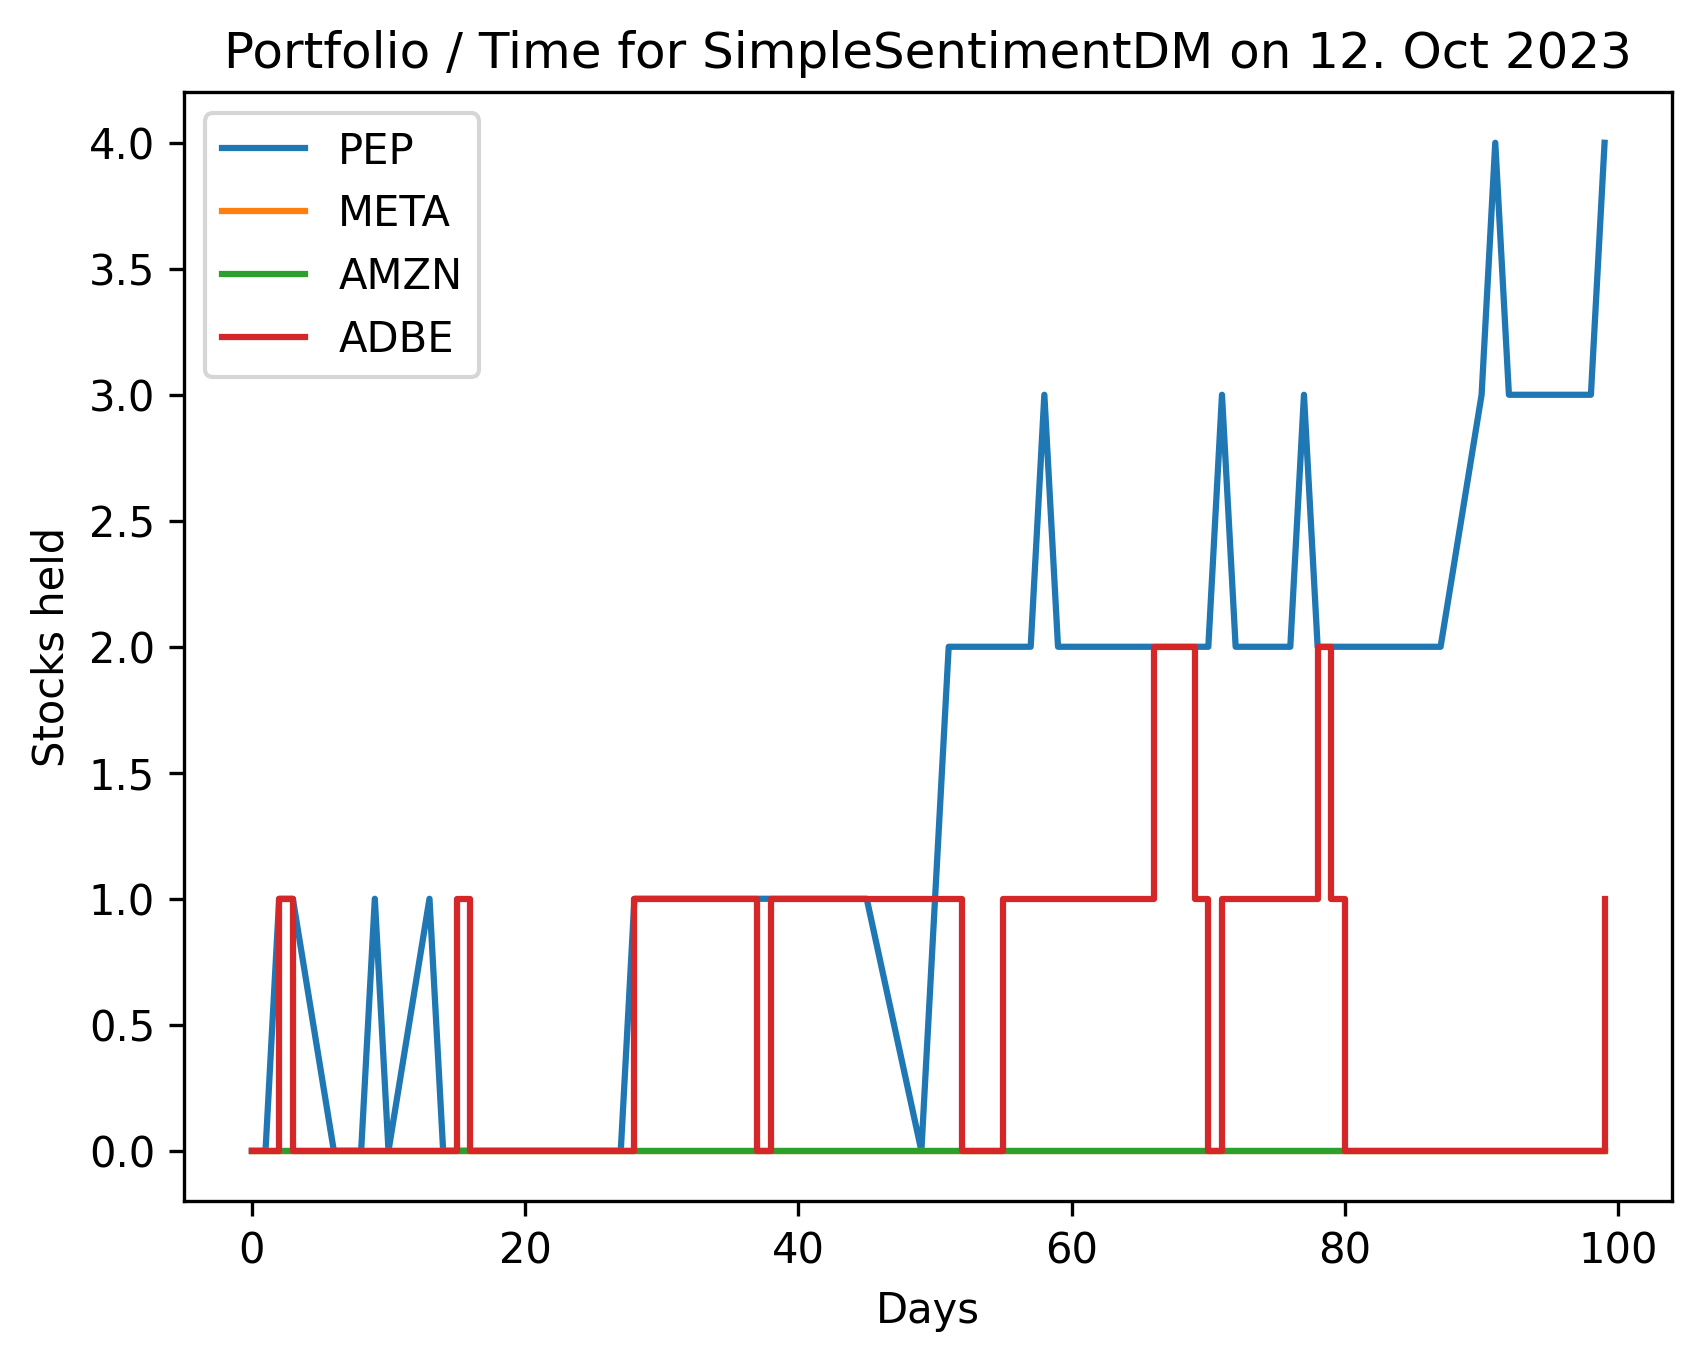 Portfolio / Time for SimpleSentimentDM on 12. Oct 2023
PEP
META
AMZN
ADBE
4.0
3.5
3.0
2.5
2.0
1.5
1.0
0.5
0.0
Stocks held
0 20 40 60 80 100
Days